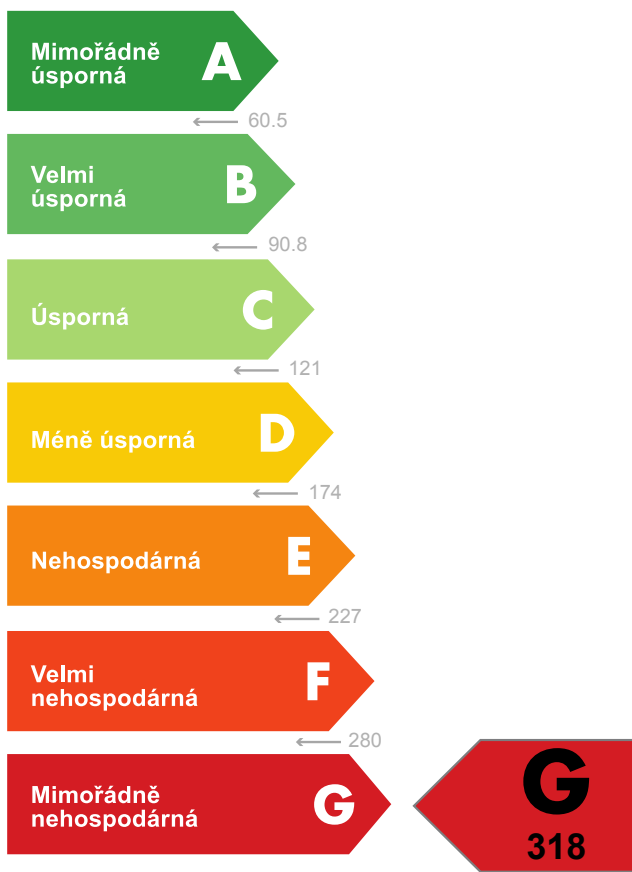 Mimořádně
úsporná A
← 60.5
Velmi
úsporná B
← 90.8
Úsporná C
← 121
Méně úsporná D
← 174
Nehospodárná E
← 227
Velmi
nehospodárná F
← 280
Mimořádně
nehospodárná G
G
318